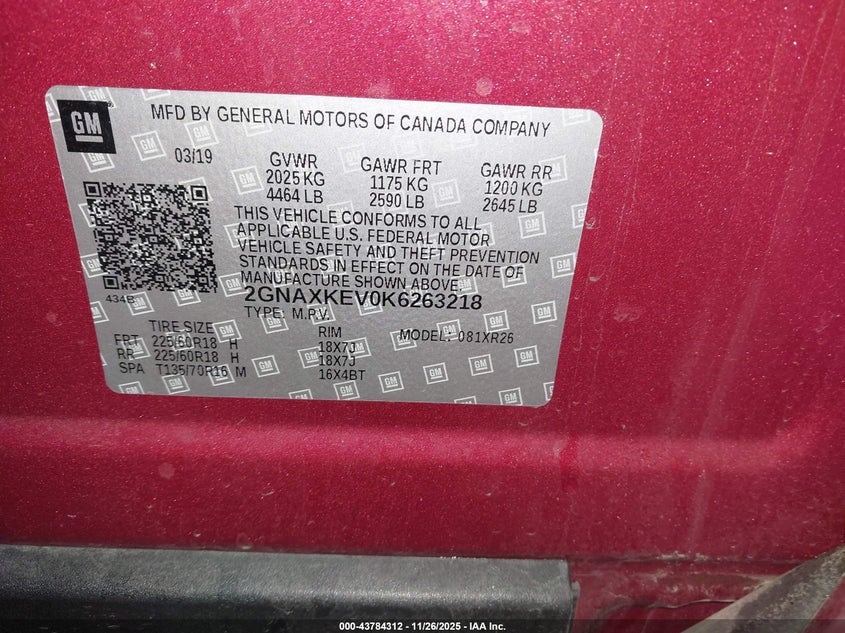 GM
MFD BY GENERAL MOTORS OF CANADA COMPANY
03/19 GVWR GAWR FRT GAWR RR
2025 KG 1175 KG 1200 KG
4464 LB 2590 LB 2645 LB
THIS VEHICLE CONFORMS TO ALL
APPLICABLE U.S. FEDERAL MOTOR
VEHICLE SAFETY AND THEFT PREVENTION
STANDARDS IN EFFECT ON THE DATE OF
MANUFACTURE SHOWN ABOVE.
434B
2GNAXKEV0K6263218
TYPE: M.P.V.
TIRE SIZE RIM MODEL: 081XR26
FRT 225/60R18 H 18X7J
RR 225/60R18 H 18X7J
SPA T135/70R16 M 16X4BT
000-43784312 | 11/26/2025 - IAA Inc.